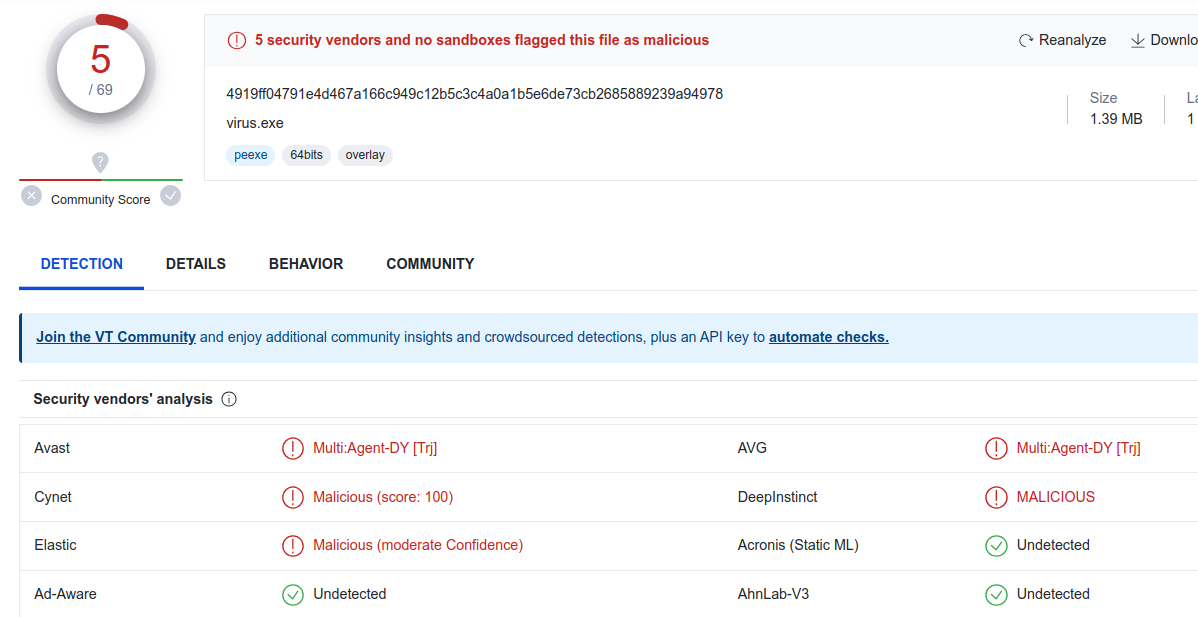 5
/ 69
Community Score
5 security vendors and no sandboxes flagged this file as malicious
Reanalyze
Downlo
4919ff04791e4d467a166c949c12b5c3c4a0a1b5e6de73cb2685889239a94978
virus.exe
peexe 64bits overlay
Size
1.39 MB
La
1
DETECTION DETAILS BEHAVIOR COMMUNITY
Join the VT Community and enjoy additional community insights and crowdsourced detections, plus an API key to automate checks.
Security vendors' analysis
Avast Multi:Agent-DY [Trj] AVG Multi:Agent-DY [Trj]
Cynet Malicious (score: 100) DeepInstinct MALICIOUS
Elastic Malicious (moderate Confidence) Acronis (Static ML) Undetected
Ad-Aware Undetected AhnLab-V3 Undetected